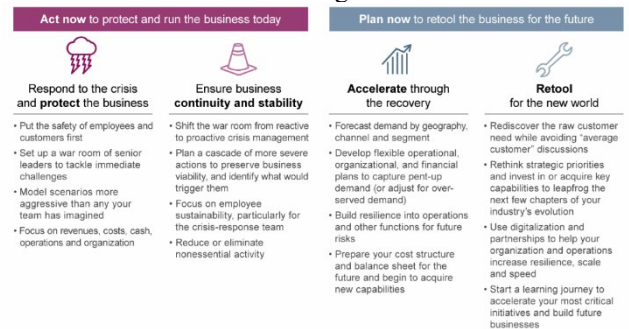 Act now to protect and run the business today
Plan now to retool the business for the future
Respond to the crisis
and protect the business
• Put the safety of employees and
customers first
• Set up a war room of senior
leaders to tackle immediate
challenges
• Model scenarios more
aggressive than any your
team has imagined
• Focus on revenues, costs, cash,
operations and organization
Ensure business
continuity and stability
• Shift the war room from reactive
to proactive crisis management
• Plan a cascade of more severe
actions to preserve business
viability, and identify what would
trigger them
• Focus on employee
sustainability, particularly for
the crisis-response team
• Reduce or eliminate
nonessential activity
Accelerate through
the recovery
• Forecast demand by geography,
channel and segment
• Develop flexible operational,
organizational, and financial
plans to capture pent-up
demand (or adjust for over-
served demand)
• Build resilience into operations
and other functions for future
risks
• Prepare your cost structure
and balance sheet for the
future and begin to acquire
new capabilities
Retool
for the new world
• Rediscover the raw customer
need while avoiding "average
customer" discussions
• Rethink strategic priorities
and invest in or acquire key
capabilities to leapfrog the
next few chapters of your
industry's evolution
• Use digitalization and
partnerships to help your
organization and operations
increase resilience, scale
and speed
• Start a learning journey to
accelerate your most critical
initiatives and build future
businesses